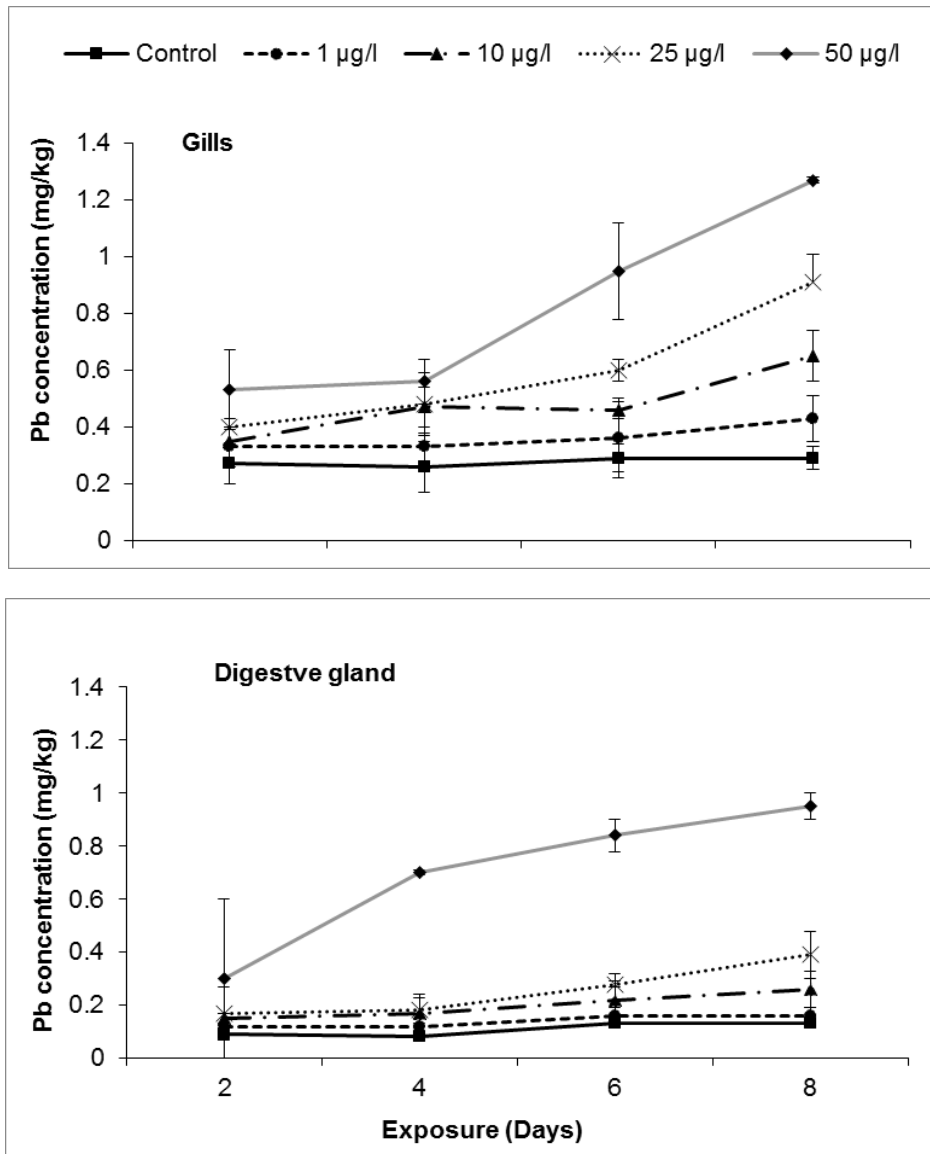 Control 1 µg/l 10 µg/l 25 µg/l 50 µg/l
Gills
Pb concentration (mg/kg)
1.4
1.2
1
0.8
0.6
0.4
0.2
0
Digestve gland
Pb concentration (mg/kg)
1.4
1.2
1
0.8
0.6
0.4
0.2
0
2 4 6 8
Exposure (Days)